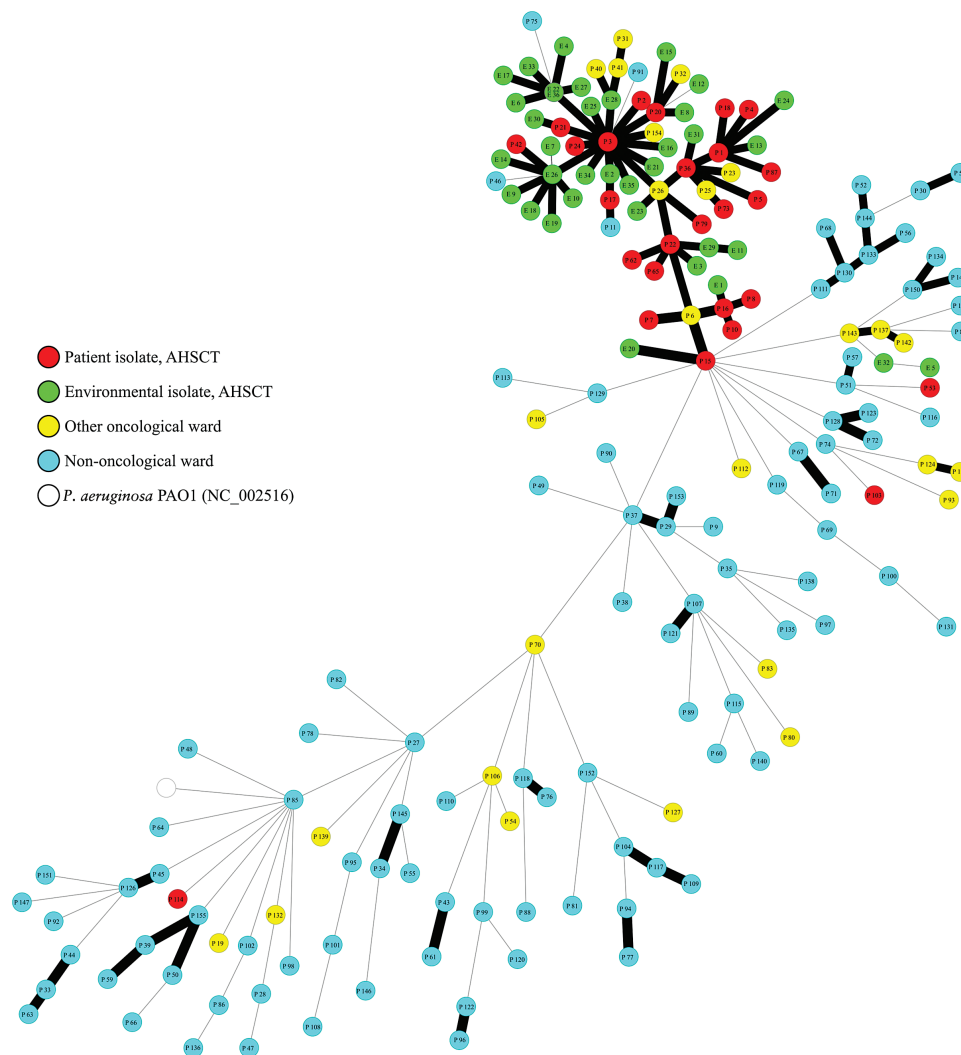 P 75
E 4
P 31
E 17
E 33
P 40
P 41
P 91
E 15
P 32
E 12
E 6
E 36
E 27
E 25
E 28
P 2
P 20
E 8
P 18
P 4
E 24
E 30
P 21
P 154
P 42
E 7
P 24
P 3
E 16
E 31
P 1
E 13
E 14
P 46
E 26
E 34
E 2
E 21
P 36
P 23
P 87
E 9
E 10
E 35
P 26
P 25
P 5
E 18
E 19
P 17
E 23
P 73
P 11
P 79
P 52
P 30
P 144
P 68
P 56
P 22
E 29
E 11
P 133
P 62
P 65
E 3
P 130
P 134
P 111
P 150
E 1
P 8
P 7
P 6
P 16
P 10
P 143
P 137
P 142
E 20
P 15
P 57
E 32
E 5
Patient isolate, AHSCT
Environmental isolate, AHSCT
Other oncological ward
Non-oncological ward
P. aeruginosa PAO1 (NC_002516)
P 113
P 129
P 51
P 53
P 105
P 128
P 123
P 116
P 72
P 90
P 112
P 67
P 74
P 124
P 49
P 153
P 119
P 71
P 103
P 93
P 37
P 29
P 9
P 69
P 38
P 35
P 138
P 100
P 107
P 121
P 135
P 97
P 131
P 70
P 82
P 83
P 89
P 115
P 78
P 27
P 60
P 140
P 80
P 48
P 106
P 118
P 152
P 85
P 110
P 76
P 64
P 139
P 145
P 54
P 127
P 104
P 151
P 45
P 95
P 34
P 55
P 117
P 126
P 109
P 147
P 114
P 43
P 99
P 88
P 81
P 94
P 92
P 155
P 132
P 39
P 19
P 102
P 101
P 44
P 98
P 61
P 120
P 77
P 59
P 50
P 33
P 28
P 146
P 63
P 66
P 86
P 108
P 122
P 136
P 47
P 96